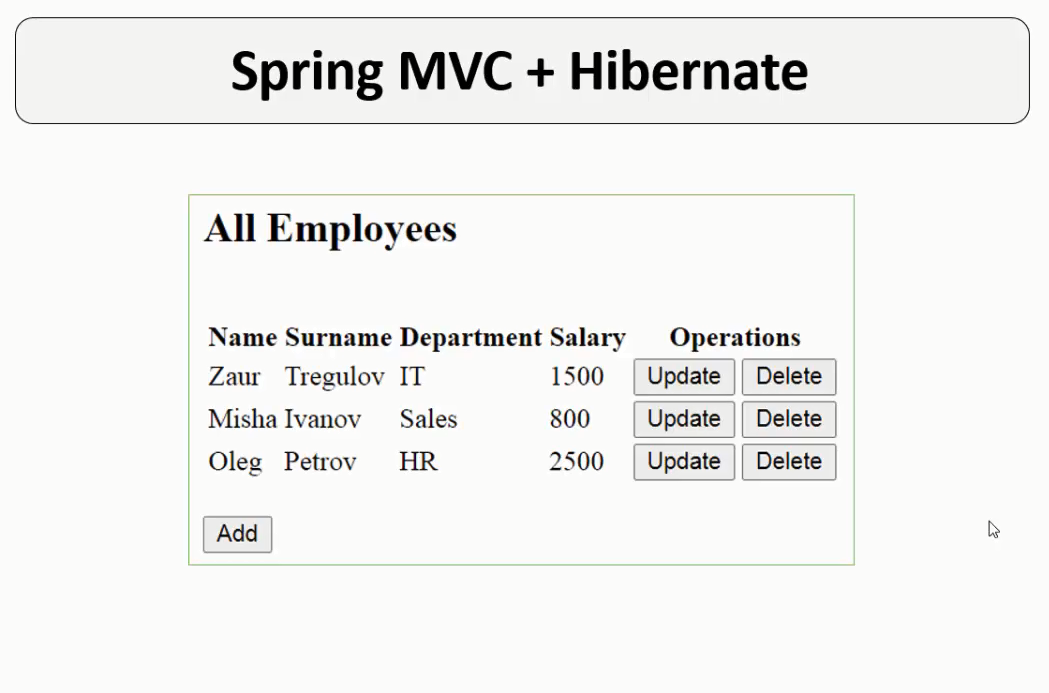 Spring MVC + Hibernate
All Employees
Name Surname Department Salary Operations
Zaur Tregulov IT 1500 Update Delete
Misha Ivanov Sales 800 Update Delete
Oleg Petrov HR 2500 Update Delete
Add